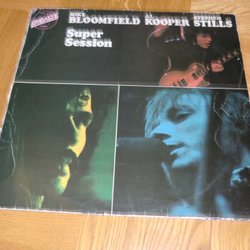 MIKE BLOOMFIELD AL KOOPER STEPHEN STILLS
Super
Session